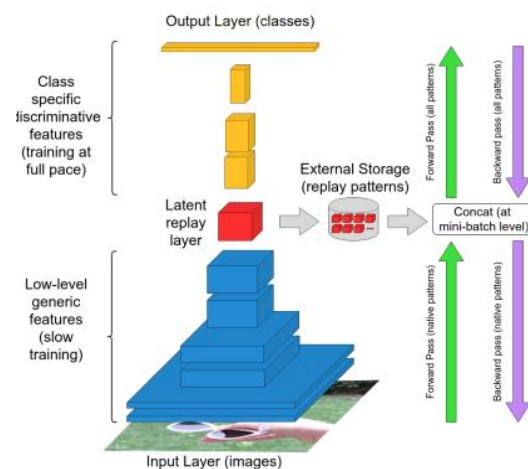 Output Layer (classes)
Class
specific
discriminative
features
(training at
full pace)
External Storage
(replay patterns)
Latent
replay
layer
...
Concat (at
mini-batch level)
Forward Pass (all patterns)
Backward pass (all patterns)
Low-level
generic
features
(slow
training)
Forward Pass (native patterns)
Backward pass (native patterns)
Input Layer (images)